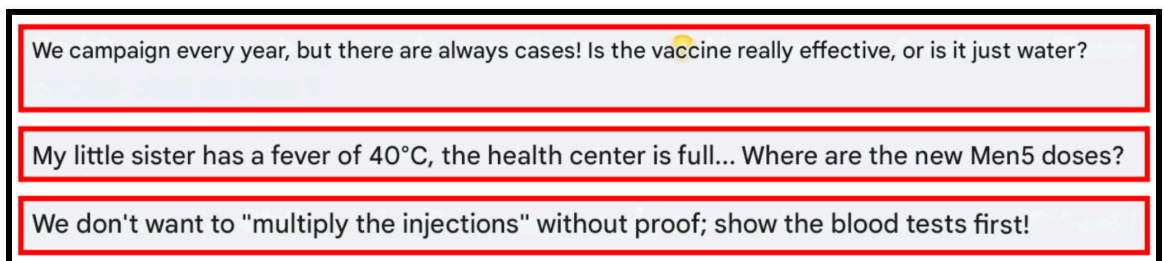 We campaign every year, but there are always cases! Is the vaccine really effective, or is it just water?
My little sister has a fever of 40°C, the health center is full... Where are the new Men5 doses?
We don't want to "multiply the injections" without proof; show the blood tests first!